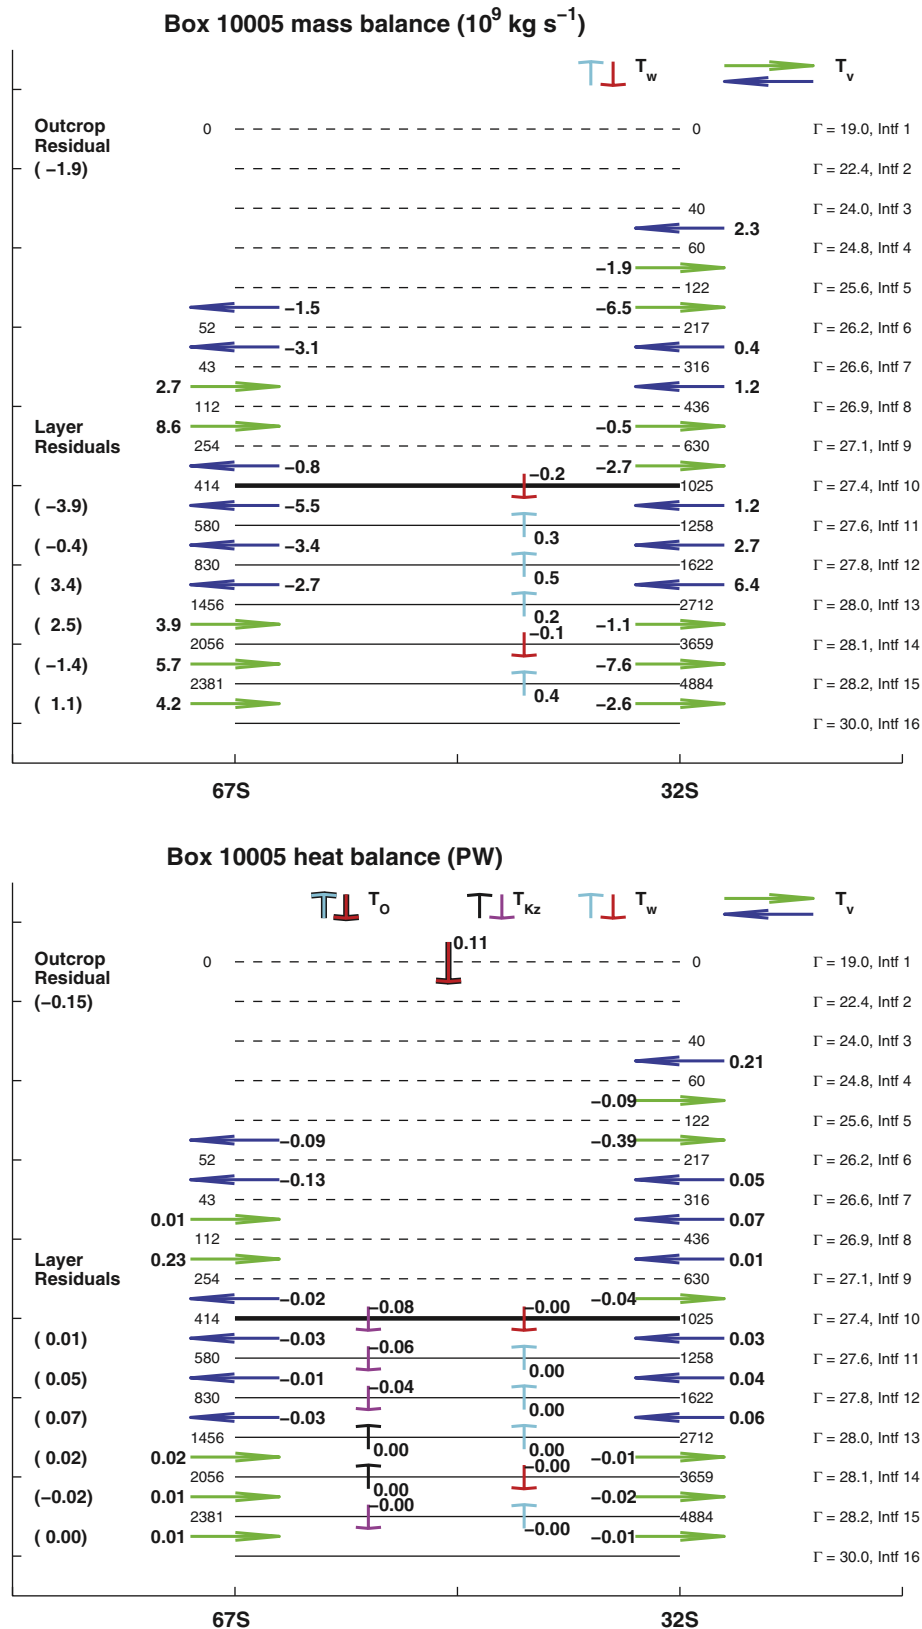 Box 10005 mass balance (10^9 kg s^−1)
T_w T_v
Outcrop 0 0 Γ = 19.0, Intf 1
Residual
( −1.9) Γ = 22.4, Intf 2
40 Γ = 24.0, Intf 3
2.3
60 Γ = 24.8, Intf 4
−1.9
122 Γ = 25.6, Intf 5
−1.5 −6.5
52 217 Γ = 26.2, Intf 6
−3.1 0.4
43 316 Γ = 26.6, Intf 7
2.7 1.2
112 436 Γ = 26.9, Intf 8
Layer 8.6 −0.5
Residuals 254 630 Γ = 27.1, Intf 9
−0.8 −0.2 −2.7
414 1025 Γ = 27.4, Intf 10
( −3.9) −5.5 1.2
580 1258 Γ = 27.6, Intf 11
0.3
( −0.4) −3.4 2.7
830 1622 Γ = 27.8, Intf 12
0.5
( 3.4) −2.7 6.4
1456 2712 Γ = 28.0, Intf 13
0.2
( 2.5) 3.9 −0.1 −1.1
2056 3659 Γ = 28.1, Intf 14
( −1.4) 5.7 −7.6
2381 4884 Γ = 28.2, Intf 15
( 1.1) 4.2 0.4 −2.6
Γ = 30.0, Intf 16
67S 32S
Box 10005 heat balance (PW)
T_O T_Kz T_w T_v
0.11
Outcrop 0 0 Γ = 19.0, Intf 1
Residual
(−0.15) Γ = 22.4, Intf 2
40 Γ = 24.0, Intf 3
0.21
60 Γ = 24.8, Intf 4
−0.09
122 Γ = 25.6, Intf 5
−0.09 −0.39
52 217 Γ = 26.2, Intf 6
−0.13 0.05
43 316 Γ = 26.6, Intf 7
0.01 0.07
112 436 Γ = 26.9, Intf 8
Layer 0.23 0.01
Residuals 254 630 Γ = 27.1, Intf 9
−0.02 −0.04
−0.08 −0.00
414 1025 Γ = 27.4, Intf 10
( 0.01) −0.03 0.03
−0.06
580 1258 Γ = 27.6, Intf 11
0.00
( 0.05) −0.01 0.04
−0.04
830 1622 Γ = 27.8, Intf 12
0.00
( 0.07) −0.03 0.06
1456 2712 Γ = 28.0, Intf 13
0.00 0.00
( 0.02) 0.02 −0.00 −0.01
2056 3659 Γ = 28.1, Intf 14
0.00
(−0.02) 0.01 −0.02
−0.00
2381 4884 Γ = 28.2, Intf 15
−0.00
( 0.00) 0.01 −0.01
Γ = 30.0, Intf 16
67S 32S